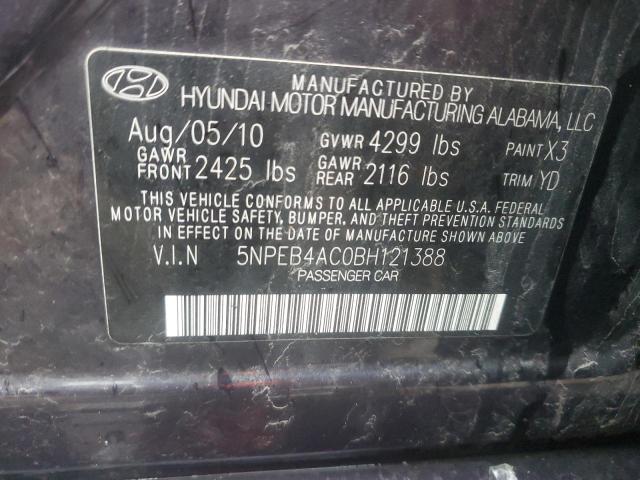 MANUFACTURED BY
HYUNDAI MOTOR MANUFACTURING ALABAMA, LLC
Aug/05/10 GVWR 4299 lbs PAINT X3
GAWR FRONT 2425 lbs GAWR REAR 2116 lbs TRIM YD
THIS VEHICLE CONFORMS TO ALL APPLICABLE U.S.A. FEDERAL
MOTOR VEHICLE SAFETY, BUMPER, AND THEFT PREVENTION STANDARDS
IN EFFECT ON THE DATE OF MANUFACTURE SHOWN ABOVE.
V.I.N 5NPEB4AC0BH121388
PASSENGER CAR